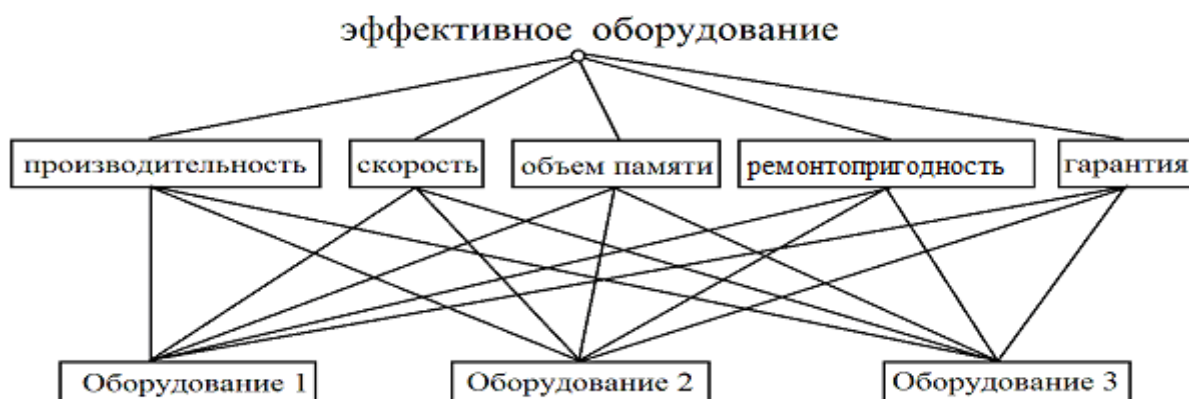 эффективное оборудование
производительность скорость объем памяти ремонтопригодность гарантия
Оборудование 1 Оборудование 2 Оборудование 3